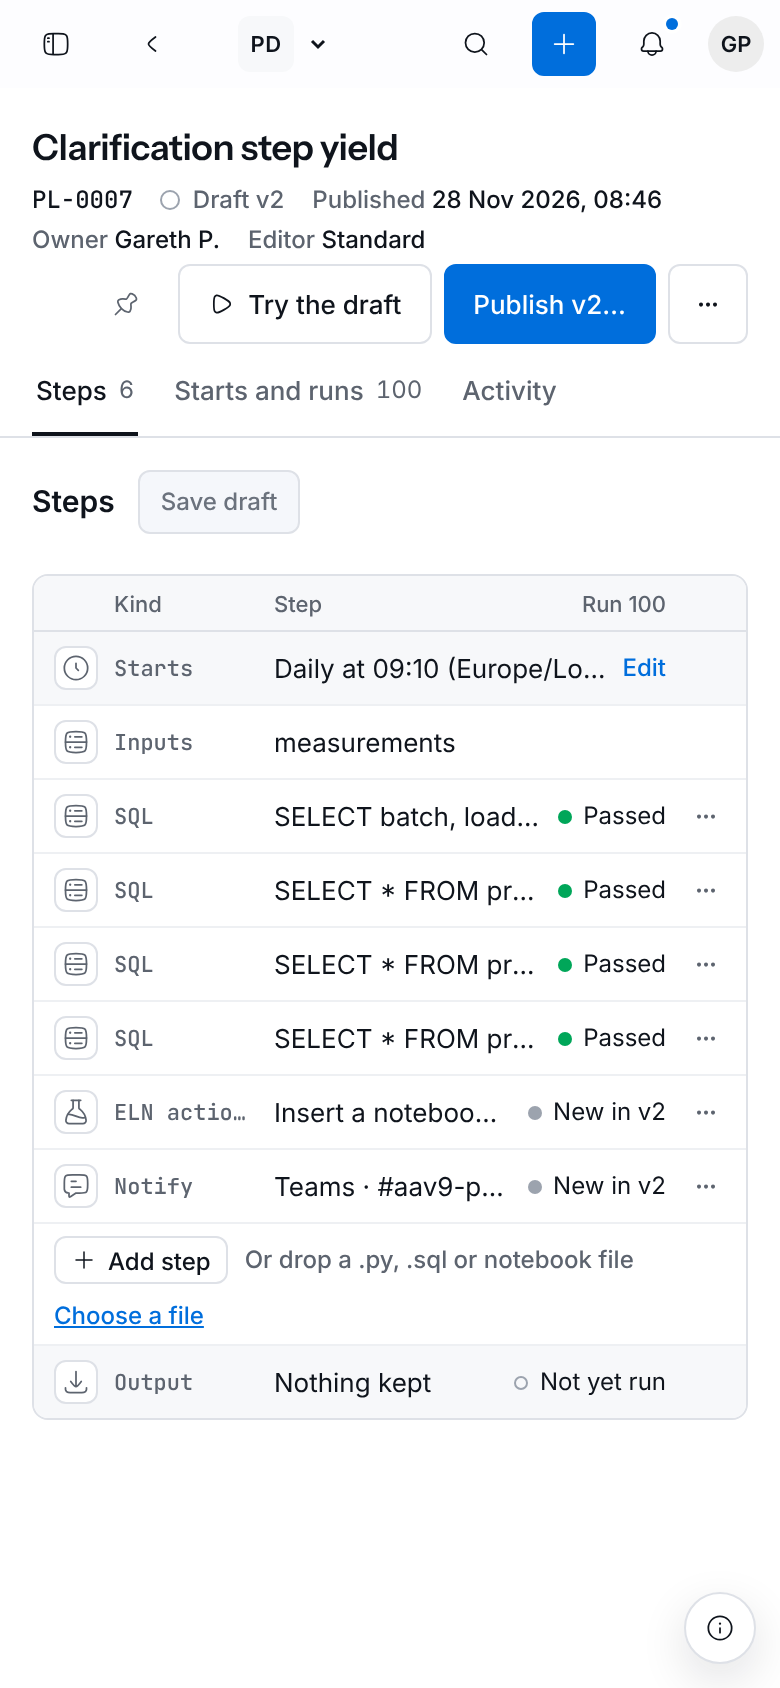 PD
GP
Clarification step yield
PL-0007 Draft v2 Published 28 Nov 2026, 08:46
Owner Gareth P. Editor Standard
Try the draft Publish v2...
Steps 6 Starts and runs 100 Activity
Steps Save draft
Kind Step Run 100
Starts Daily at 09:10 (Europe/Lo... Edit
Inputs measurements
SQL SELECT batch, load... Passed
SQL SELECT * FROM pr... Passed
SQL SELECT * FROM pr... Passed
SQL SELECT * FROM pr... Passed
ELN actio... Insert a noteboo... New in v2
Notify Teams · #aav9-p... New in v2
Add step Or drop a .py, .sql or notebook file
Choose a file
Output Nothing kept Not yet run